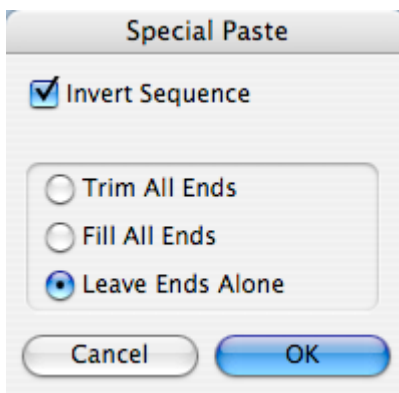 Special Paste
Invert Sequence
Trim All Ends
Fill All Ends
Leave Ends Alone
Cancel OK